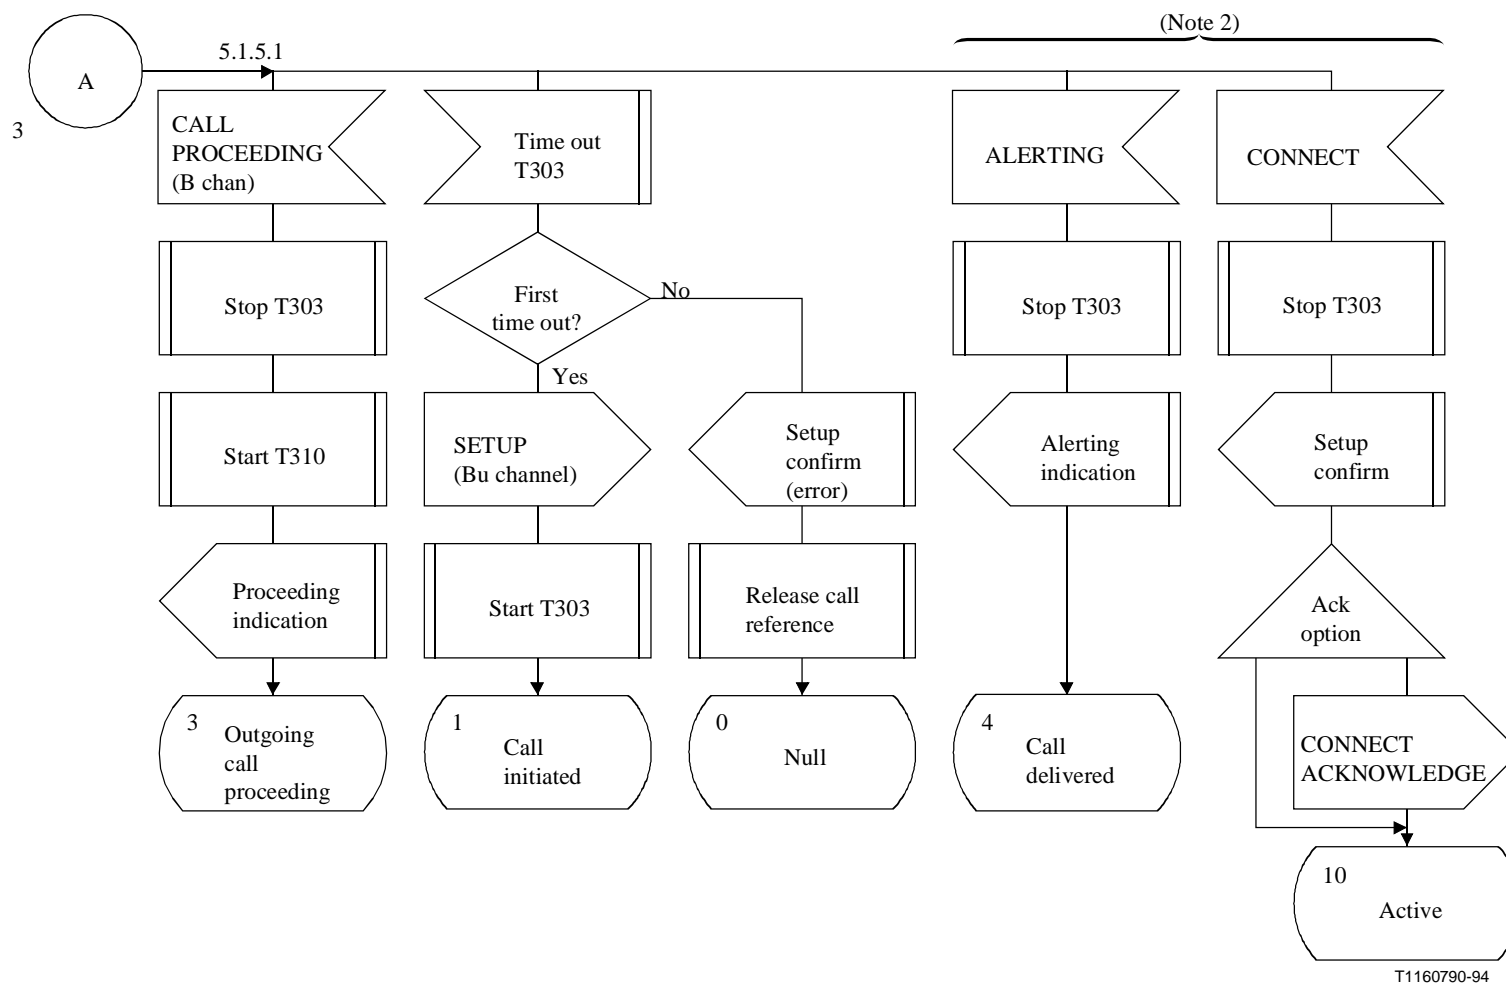 (Note 2)
5.1.5.1
A
3
CALL
PROCEEDING
(B chan)
Time out
T303
ALERTING
CONNECT
Stop T303
First
time out?
No
Yes
Stop T303
Stop T303
Start T310
SETUP
(Bu channel)
Setup
confirm
(error)
Alerting
indication
Setup
confirm
Proceeding
indication
Start T303
Release call
reference
Ack
option
3
Outgoing
call
proceeding
1
Call
initiated
0
Null
4
Call
delivered
CONNECT
ACKNOWLEDGE
10
Active
T1160790-94